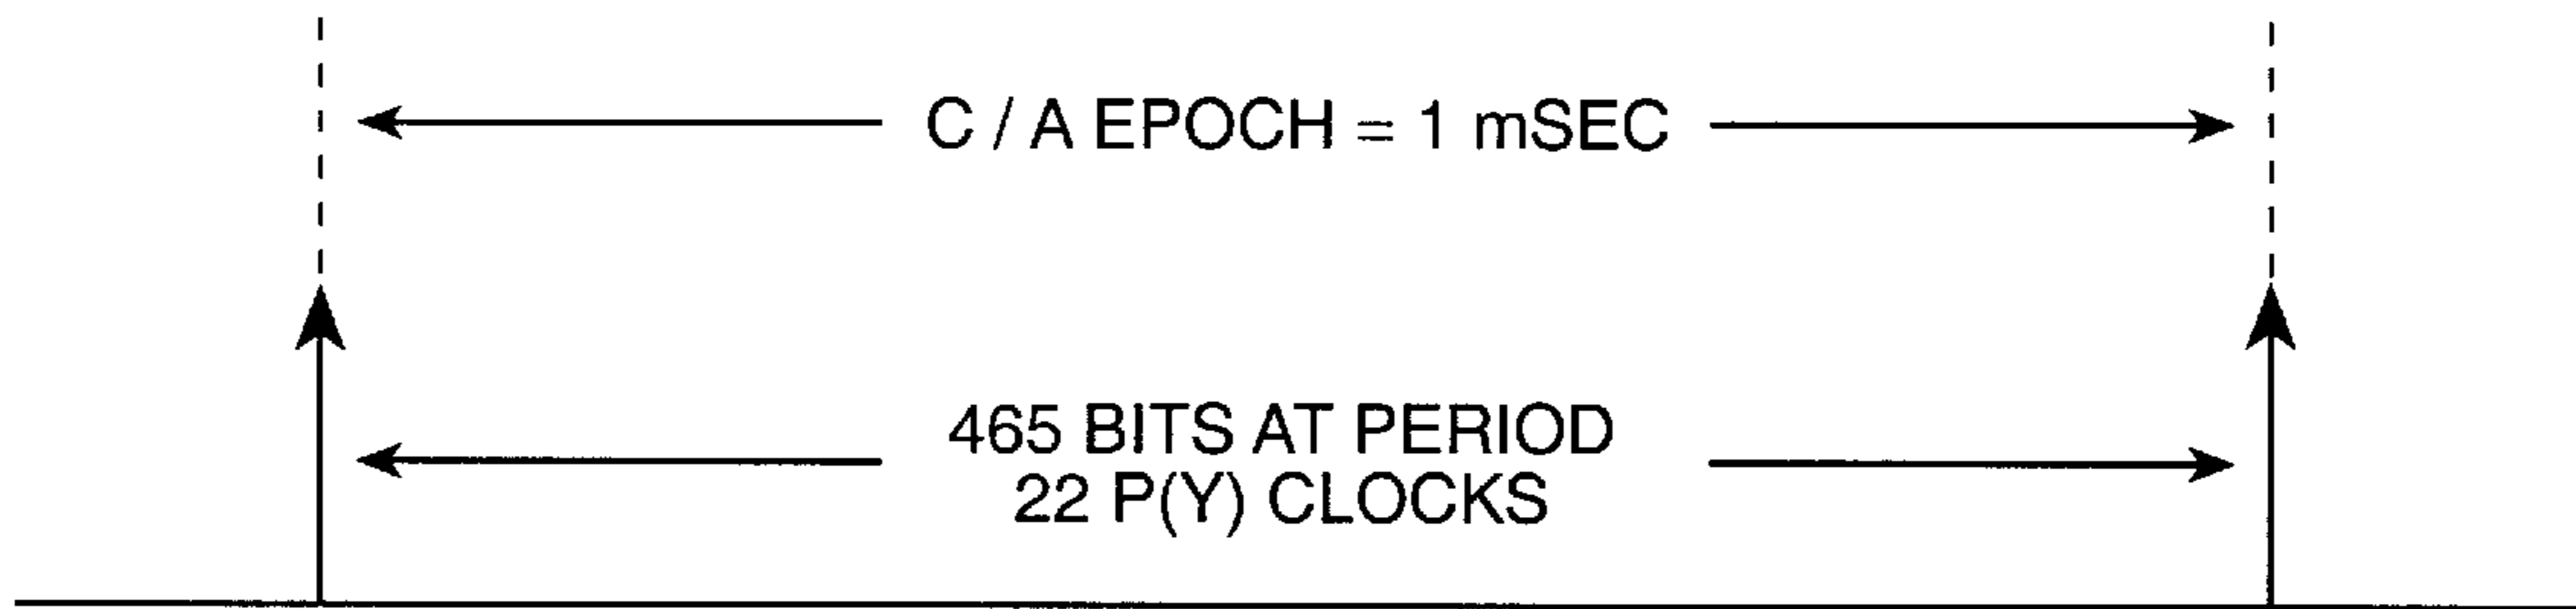 C / A EPOCH = 1 mSEC
465 BITS AT PERIOD
22 P(Y) CLOCKS